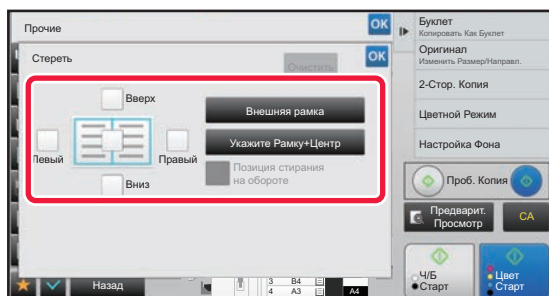 Прочие
OK
Стереть
Очистить
OK
Вверх
Левый
Правый
Вниз
Внешняя рамка
Укажите Рамку+Центр
Позиция стирания
на обороте
Назад
3 B4
4 A3
A4
Буклет
Копировать Как Буклет
Оригинал
Изменить Размер/Направл.
2-Стор. Копия
Цветной Режим
Настройка Фона
Проб. Копия
Предварит.
Просмотр
CA
Ч/Б
Старт
Цвет
Старт